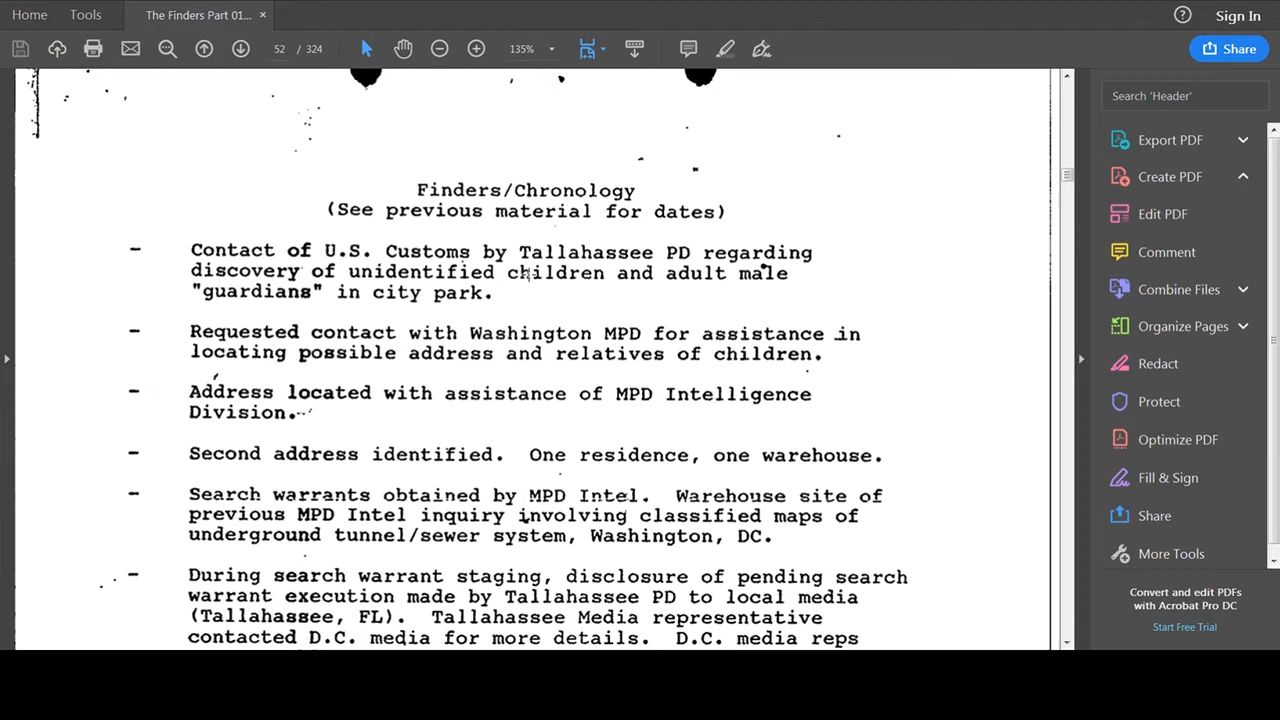 Home Tools The Finders Part 01... × Sign In
52 / 324 135% Share
Finders/Chronology
(See previous material for dates)
- Contact of U.S. Customs by Tallahassee PD regarding
discovery of unidentified children and adult male
"guardians" in city park.
- Requested contact with Washington MPD for assistance in
locating possible address and relatives of children.
- Address located with assistance of MPD Intelligence
Division.
- Second address identified. One residence, one warehouse.
- Search warrants obtained by MPD Intel. Warehouse site of
previous MPD Intel inquiry involving classified maps of
underground tunnel/sewer system, Washington, DC.
- During search warrant staging, disclosure of pending search
warrant execution made by Tallahassee PD to local media
(Tallahassee, FL). Tallahassee Media representative
contacted D.C. media for more details. D.C. media reps
Search 'Header'
Export PDF
Create PDF
Edit PDF
Comment
Combine Files
Organize Pages
Redact
Protect
Optimize PDF
Fill & Sign
Share
More Tools
Convert and edit PDFs
with Acrobat Pro DC
Start Free Trial